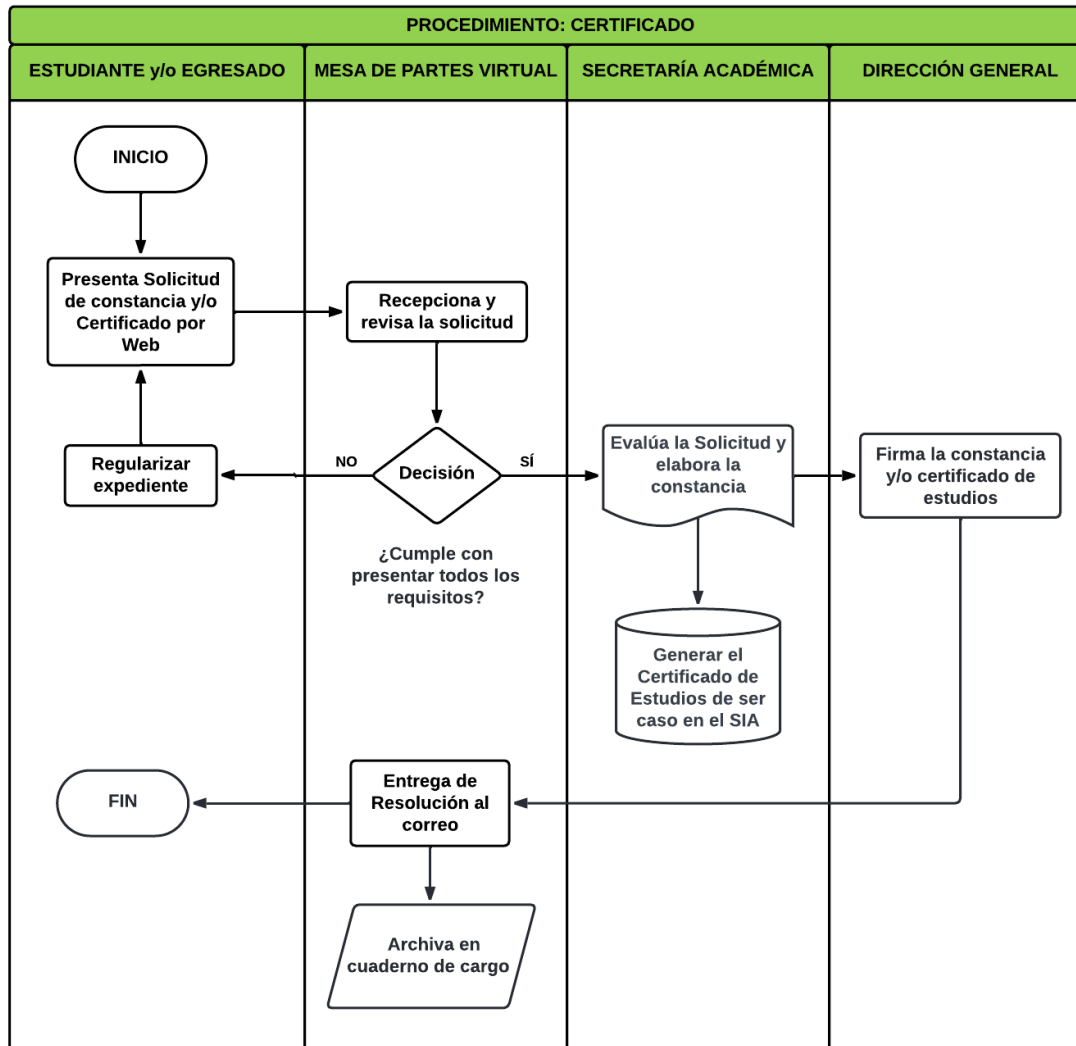 PROCEDIMIENTO: CERTIFICADO
ESTUDIANTE y/o EGRESADO
MESA DE PARTES VIRTUAL
SECRETARÍA ACADÉMICA
DIRECCIÓN GENERAL
INICIO
Presenta Solicitud
de constancia y/o
Certificado por
Web
Recepciona y
revisa la solicitud
Regularizar
expediente
NO
Decisión
SÍ
¿Cumple con
presentar todos los
requisitos?
Evalúa la Solicitud y
elabora la
constancia
Firma la constancia
y/o certificado de
estudios
Generar el
Certificado de
Estudios de ser
caso en el SIA
FIN
Entrega de
Resolución al
correo
Archiva en
cuaderno de cargo